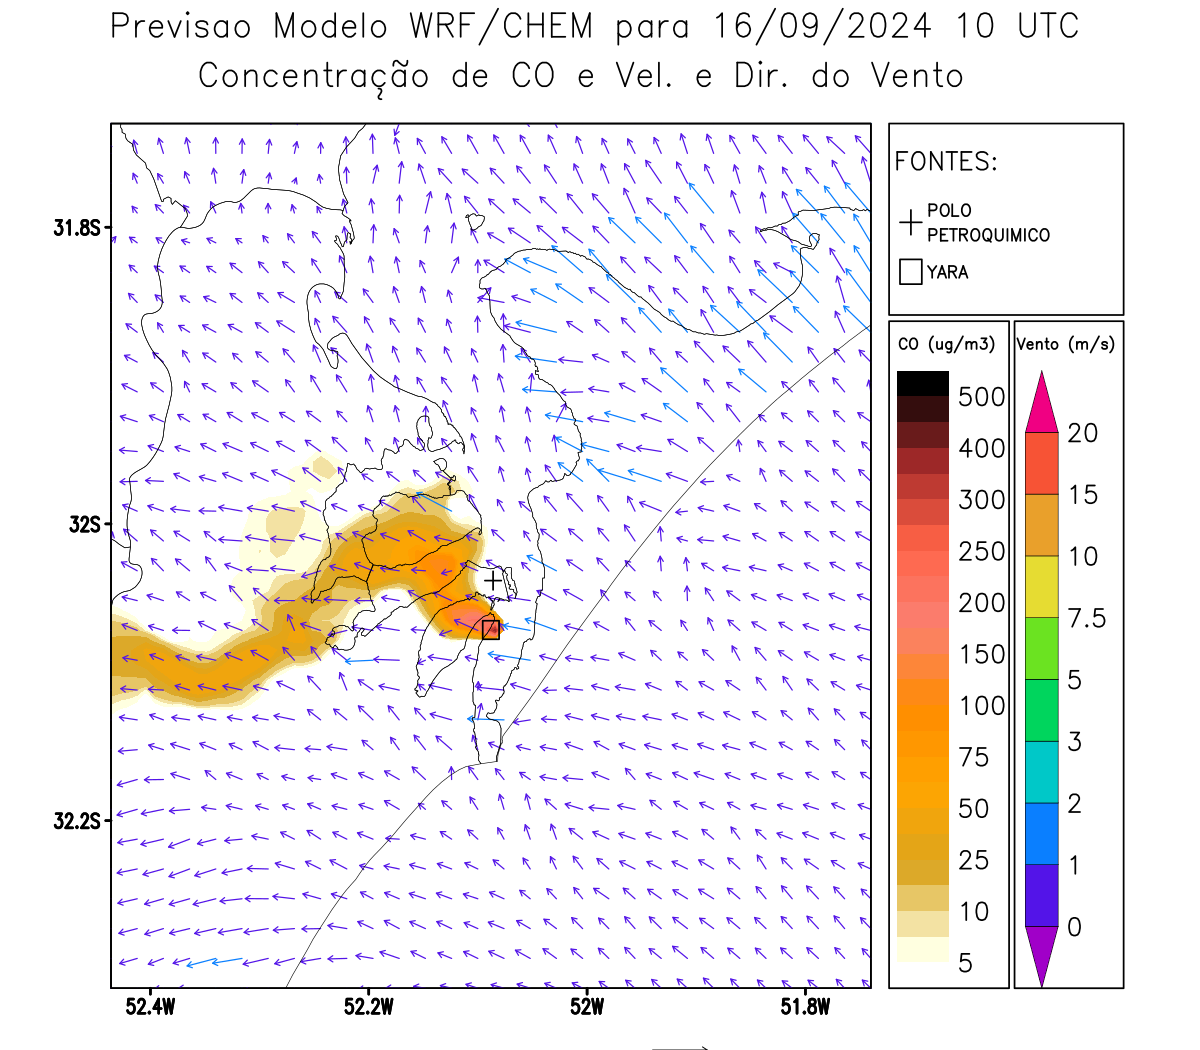 Previsao Modelo WRF/CHEM para 16/09/2024 10 UTC
Concentração de CO e Vel. e Dir. do Vento
FONTES:
POLO
PETROQUIMICO
YARA
31.8S
32S
32.2S
52.4W
52.2W
52W
51.8W
CO (ug/m3)
500
400
300
250
200
150
100
75
50
25
10
5
Vento (m/s)
20
15
10
7.5
5
3
2
1
0